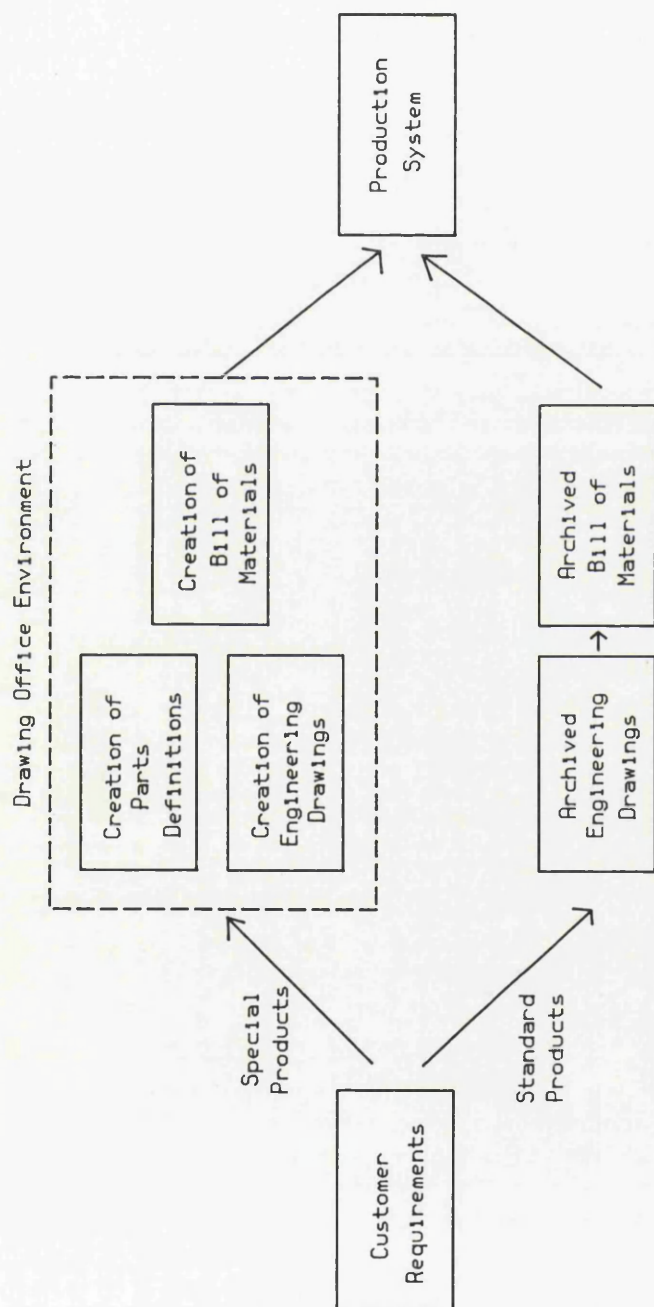 Drawing Office Environment
Customer
Requirements
Special
Products
Standard
Products
Creation of
Parts
Definitions
Creation of
Engineering
Drawings
Creation of
Bill of
Materials
Archived
Engineering
Drawings
Archived
Bill of
Materials
Production
System